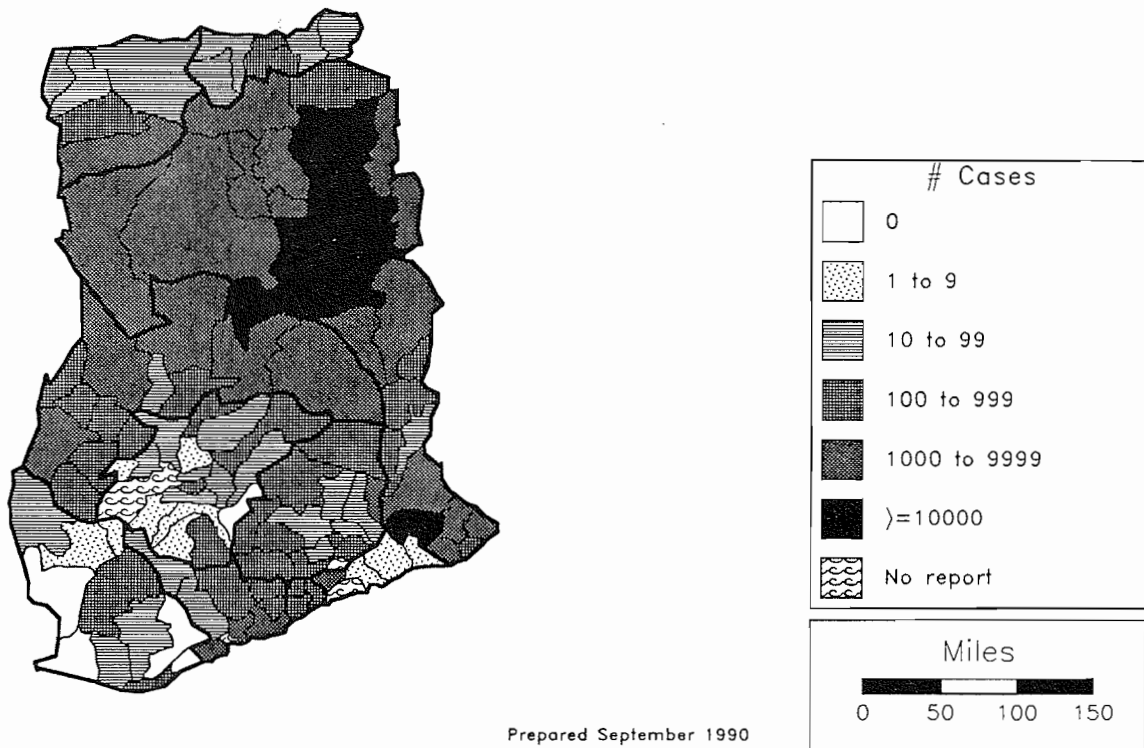 # Cases
0
1 to 9
10 to 99
100 to 999
1000 to 9999
⟩=10000
No report
Miles
0 50 100 150
Prepared September 1990